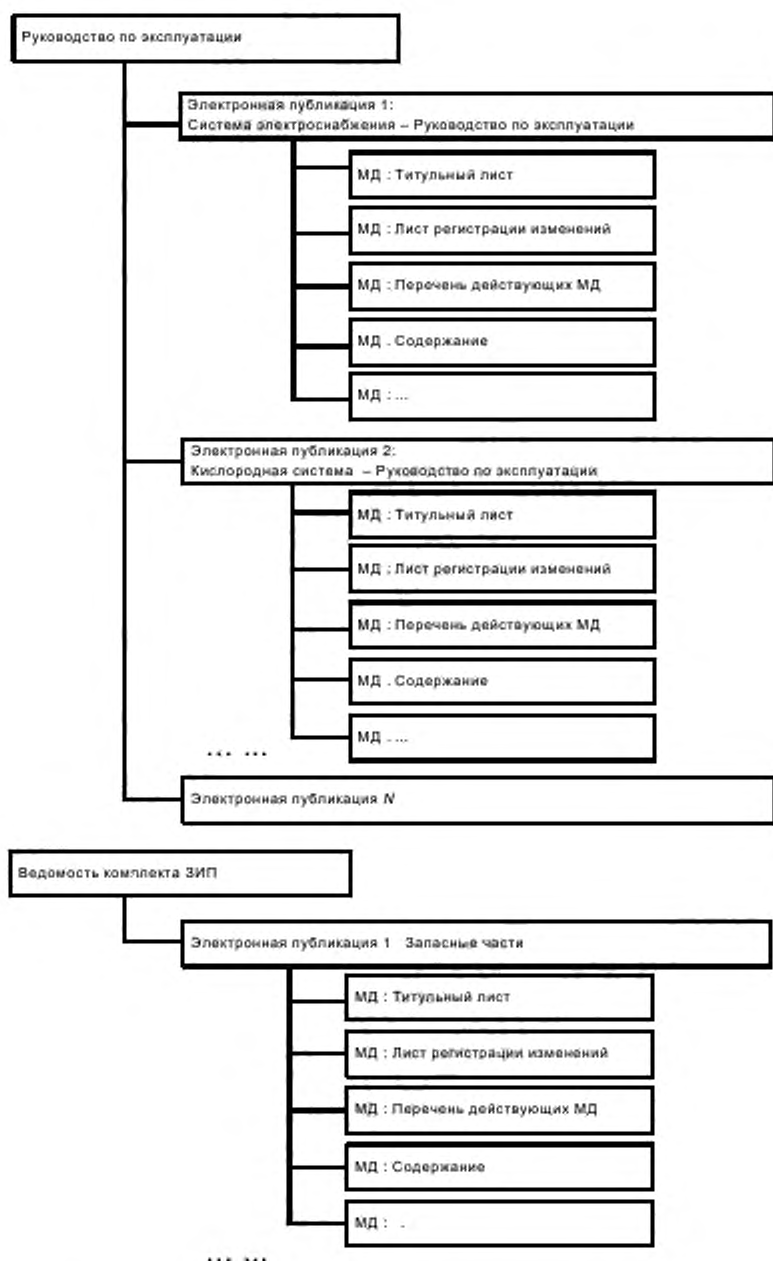 Руководство по эксплуатации
Электронная публикация 1:
Система электроснабжения – Руководство по эксплуатации
МД : Титульный лист
МД : Лист регистрации изменений
МД : Перечень действующих МД
МД . Содержание
МД : ...
Электронная публикация 2:
Кислородная система – Руководство по эксплуатации
МД : Титульный лист
МД : Лист регистрации изменений
МД : Перечень действующих МД
МД . Содержание
МД . ...
... ...
Электронная публикация N
Ведомость комплекта ЗИП
Электронная публикация 1 Запасные части
МД : Титульный лист
МД : Лист регистрации изменений
МД : Перечень действующих МД
МД : Содержание
МД : .
... ...